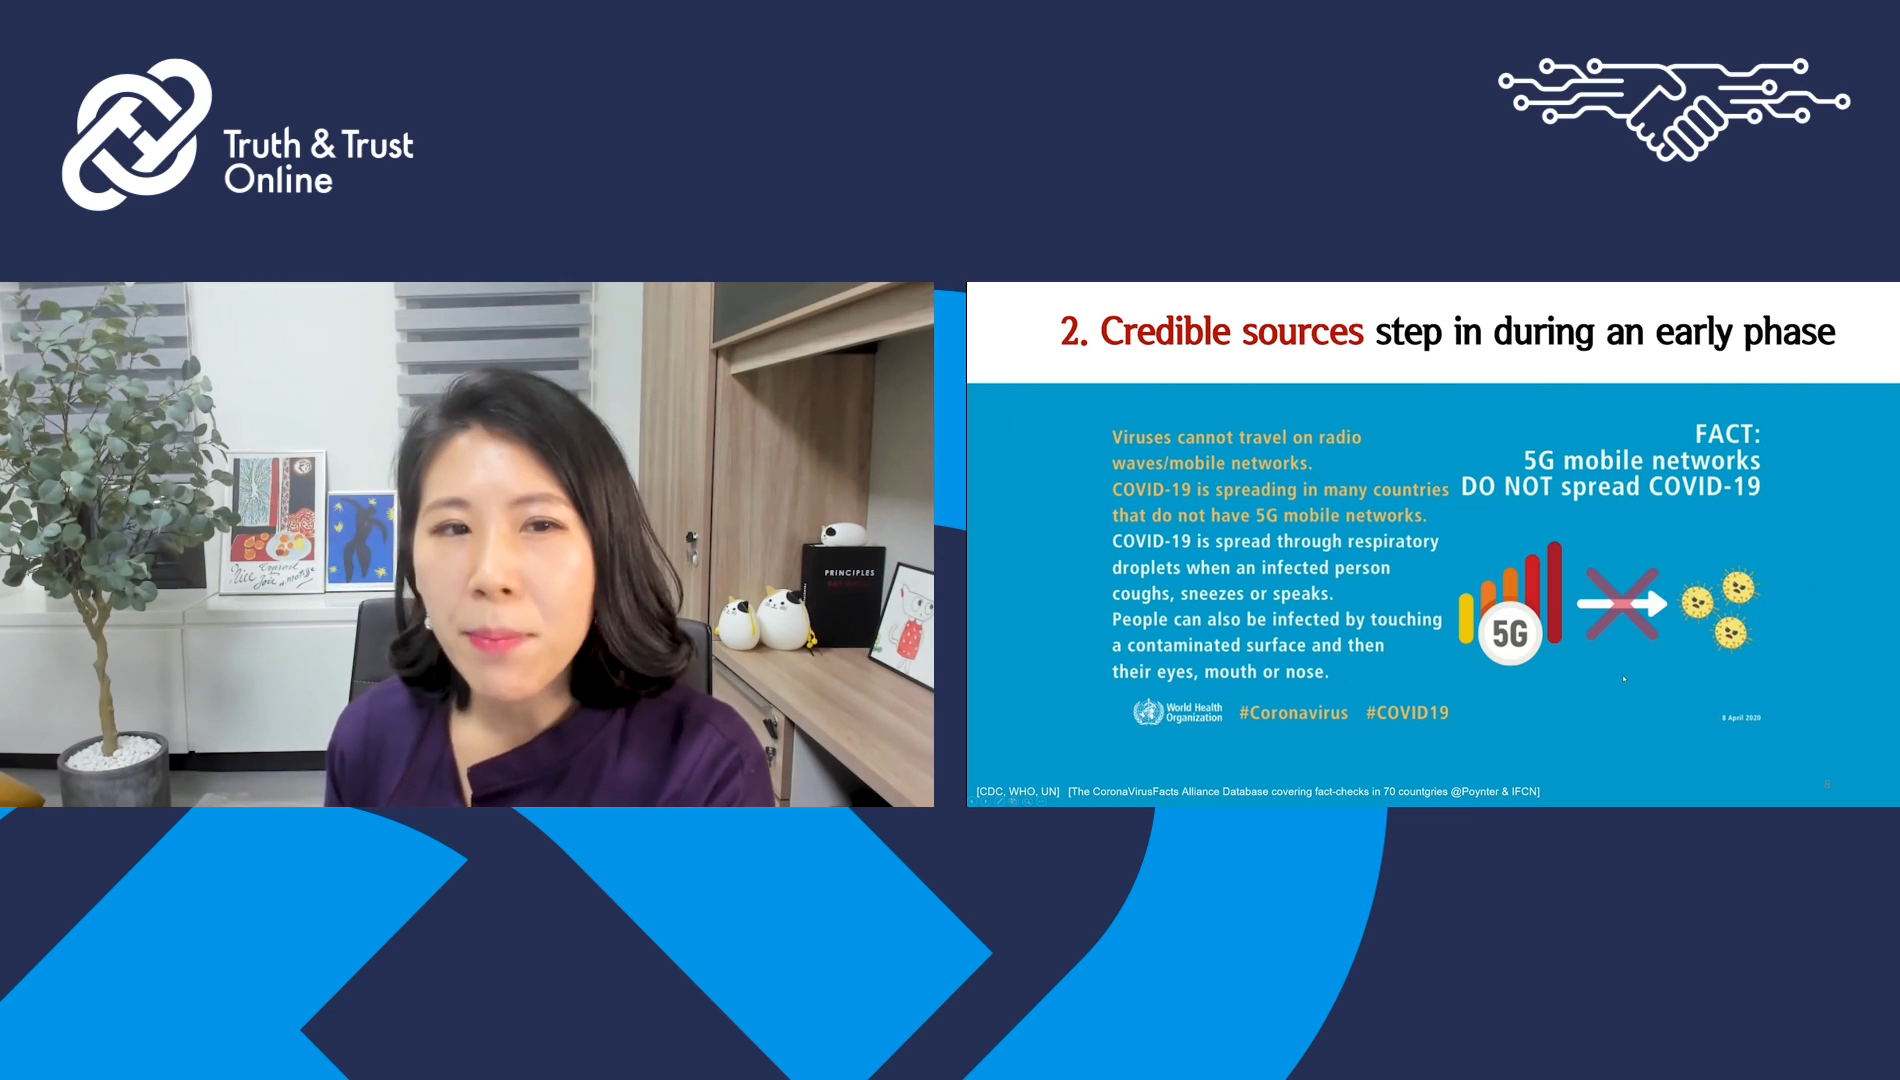 Truth & Trust
Online
2. Credible sources step in during an early phase
Viruses cannot travel on radio
waves/mobile networks.
COVID-19 is spreading in many countries
that do not have 5G mobile networks.
COVID-19 is spread through respiratory
droplets when an infected person
coughs, sneezes or speaks.
People can also be infected by touching
a contaminated surface and then
their eyes, mouth or nose.
FACT:
5G mobile networks
DO NOT spread COVID-19
5G
World Health
Organization
#Coronavirus #COVID19
8 April 2020
[CDC, WHO, UN] [The CoronaVirusFacts Alliance Database covering fact-checks in 70 countgries @Poynter & IFCN]
8
PRINCIPLES
Nice